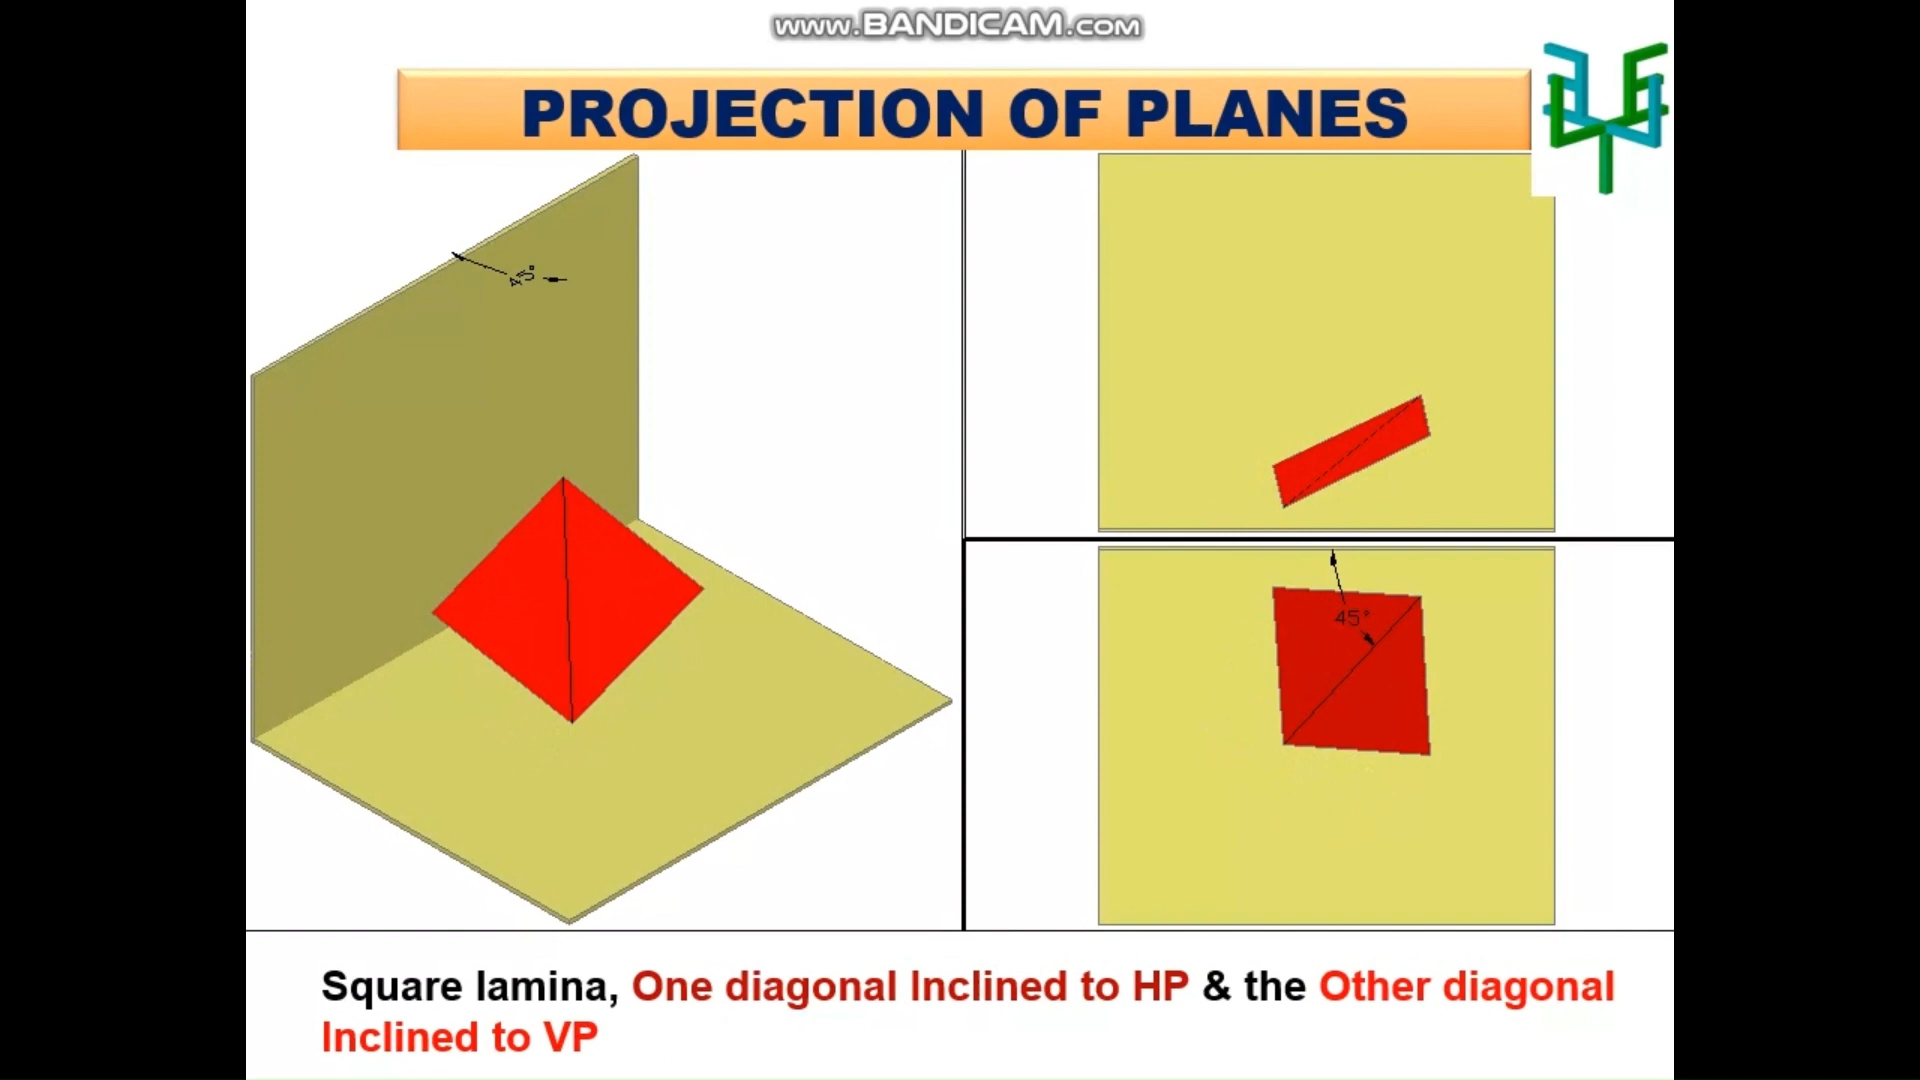 www.BANDICAM.com
PROJECTION OF PLANES
45°
45°
Square lamina, One diagonal Inclined to HP & the Other diagonal
Inclined to VP